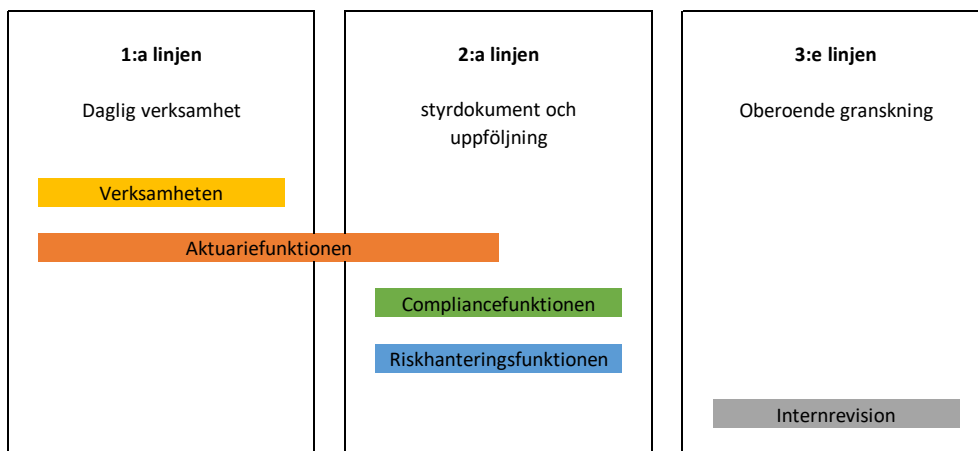 1:a linjen
Daglig verksamhet
2:a linjen
styrdokument och
uppföljning
3:e linjen
Oberoende granskning
Verksamheten
Aktuariefunktionen
Compliancefunktionen
Riskhanteringsfunktionen
Internrevision